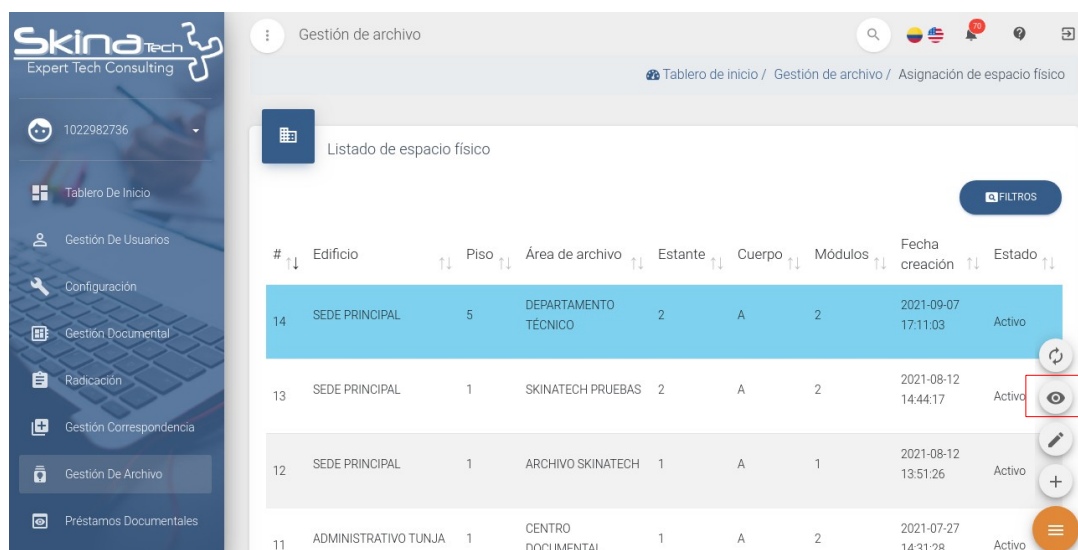 Skina Tech
Expert Tech Consulting
Gestión de archivo
70
Tablero de inicio / Gestión de archivo / Asignación de espacio físico
1022982736
Listado de espacio físico
FILTROS
Tablero De Inicio
Gestión De Usuarios
Configuración
Gestión Documental
Radicación
Gestión Correspondencia
Gestión De Archivo
Préstamos Documentales
# Edificio Piso Área de archivo Estante Cuerpo Módulos Fecha creación Estado
14 SEDE PRINCIPAL 5 DEPARTAMENTO TÉCNICO 2 A 2 2021-09-07 17:11:03 Activo
13 SEDE PRINCIPAL 1 SKINATECH PRUEBAS 2 A 2 2021-08-12 14:44:17 Activo
12 SEDE PRINCIPAL 1 ARCHIVO SKINATECH 1 A 1 2021-08-12 13:51:26 Activo
11 ADMINISTRATIVO TUNJA 1 CENTRO DOCUMENTAL 1 A 2 2021-07-27 14:31:28 Activo